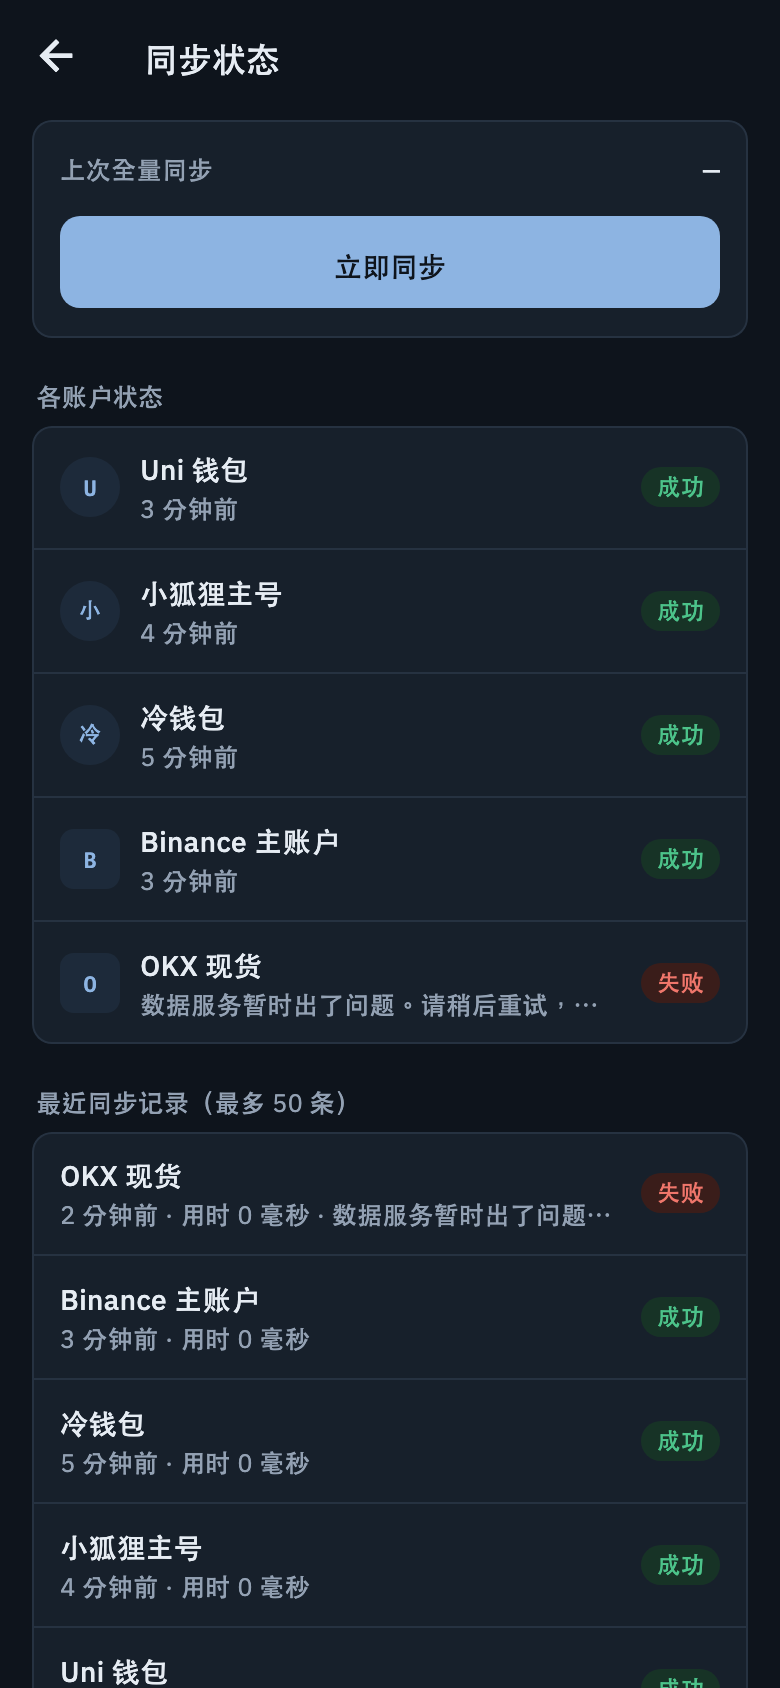 同步状态
上次全量同步
—
立即同步
各账户状态
U
Uni 钱包
3 分钟前
成功
小
小狐狸主号
4 分钟前
成功
冷
冷钱包
5 分钟前
成功
B
Binance 主账户
3 分钟前
成功
O
OKX 现货
数据服务暂时出了问题。请稍后重试，…
失败
最近同步记录（最多 50 条）
OKX 现货
2 分钟前 · 用时 0 毫秒 · 数据服务暂时出了问题…
失败
Binance 主账户
3 分钟前 · 用时 0 毫秒
成功
冷钱包
5 分钟前 · 用时 0 毫秒
成功
小狐狸主号
4 分钟前 · 用时 0 毫秒
成功
Uni 钱包
成功